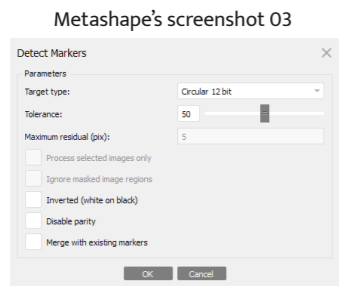 Metashape's screenshot 03
Detect Markers
Parameters
Target type: Circular 12 bit
Tolerance: 50
Maximum residual (pix): 5
Process selected images only
Ignore masked image regions
Inverted (white on black)
Disable parity
Merge with existing markers
OK Cancel